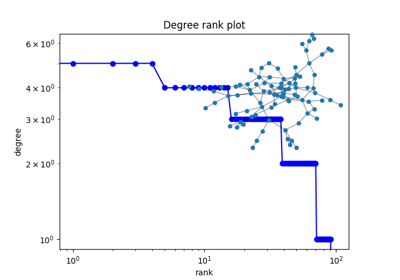 Degree rank plot
6 × 10⁰
4 × 10⁰
3 × 10⁰
2 × 10⁰
10⁰
degree
10⁰ 10¹ 10²
rank